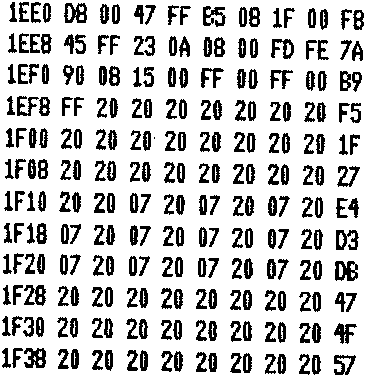 1EE0 D8 00 47 FF B5 08 1F 00 F8
1EE8 45 FF 23 0A 08 00 FD FE 7A
1EF0 90 08 15 00 FF 00 FF 00 B9
1EF8 FF 20 20 20 20 20 20 20 F5
1F00 20 20 20 20 20 20 20 20 1F
1F08 20 20 20 20 20 20 20 20 27
1F10 20 20 07 20 07 20 07 20 E4
1F18 07 20 07 20 07 20 07 20 D3
1F20 07 20 07 20 07 20 07 20 DB
1F28 20 20 20 20 20 20 20 20 47
1F30 20 20 20 20 20 20 20 20 4F
1F38 20 20 20 20 20 20 20 20 57